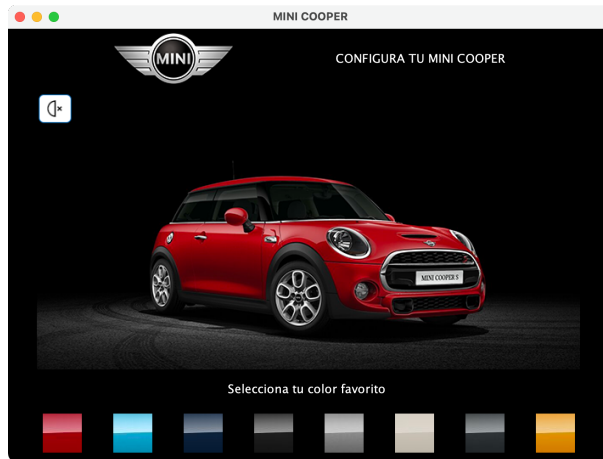 MINI COOPER
MINI
CONFIGURA TU MINI COOPER
MINI COOPER S
Selecciona tu color favorito